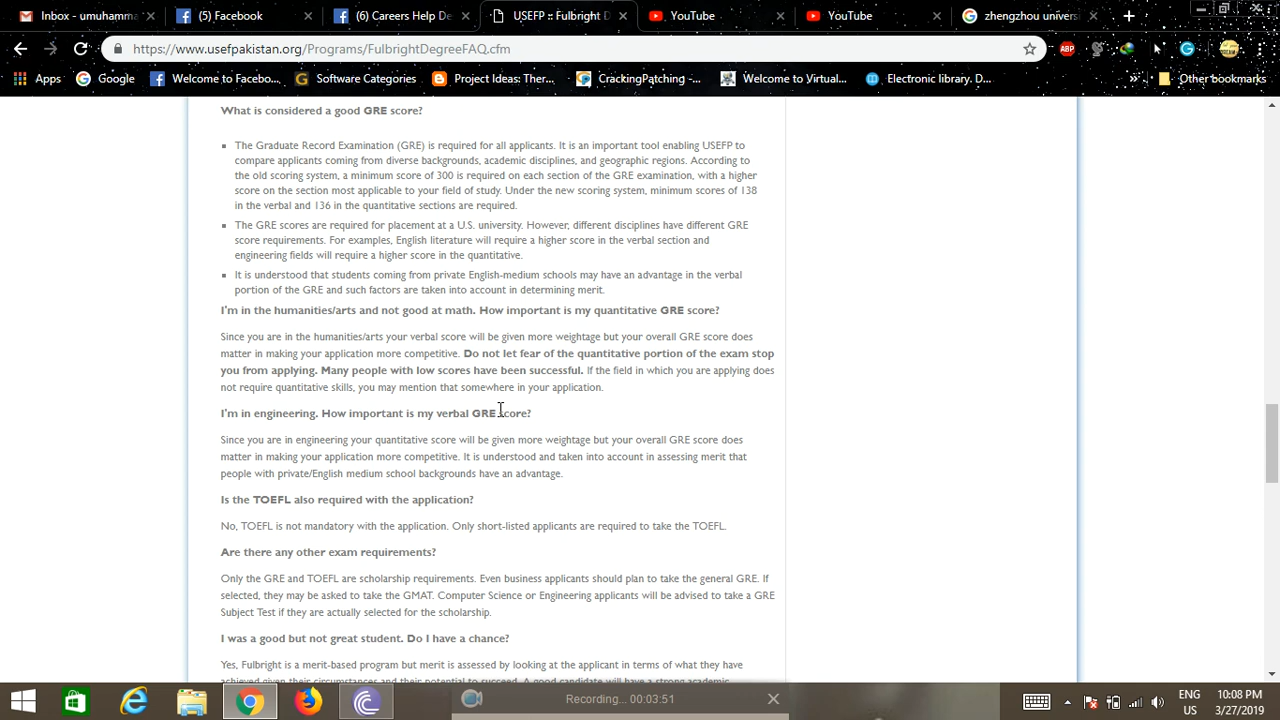 Inbox - umuhamm
(5) Facebook
(6) Careers Help De
USEFP :: Fulbright D
YouTube
YouTube
zhengzhou univers
https://www.usefpakistan.org/Programs/FulbrightDegreeFAQ.cfm
ABP
Apps
Google
Welcome to Facebo...
Software Categories
Project Ideas: Ther...
CrackingPatching -...
Welcome to Virtual...
Electronic library. D...
Other bookmarks
What is considered a good GRE score?
The Graduate Record Examination (GRE) is required for all applicants. It is an important tool enabling USEFP to
compare applicants coming from diverse backgrounds, academic disciplines, and geographic regions. According to
the old scoring system, a minimum score of 300 is required on each section of the GRE examination, with a higher
score on the section most applicable to your field of study. Under the new scoring system, minimum scores of 138
in the verbal and 136 in the quantitative sections are required.
The GRE scores are required for placement at a U.S. university. However, different disciplines have different GRE
score requirements. For examples, English literature will require a higher score in the verbal section and
engineering fields will require a higher score in the quantitative.
It is understood that students coming from private English-medium schools may have an advantage in the verbal
portion of the GRE and such factors are taken into account in determining merit.
I'm in the humanities/arts and not good at math. How important is my quantitative GRE score?
Since you are in the humanities/arts your verbal score will be given more weightage but your overall GRE score does
matter in making your application more competitive. Do not let fear of the quantitative portion of the exam stop
you from applying. Many people with low scores have been successful. If the field in which you are applying does
not require quantitative skills, you may mention that somewhere in your application.
I'm in engineering. How important is my verbal GRE score?
Since you are in engineering your quantitative score will be given more weightage but your overall GRE score does
matter in making your application more competitive. It is understood and taken into account in assessing merit that
people with private/English medium school backgrounds have an advantage.
Is the TOEFL also required with the application?
No, TOEFL is not mandatory with the application. Only short-listed applicants are required to take the TOEFL.
Are there any other exam requirements?
Only the GRE and TOEFL are scholarship requirements. Even business applicants should plan to take the general GRE. If
selected, they may be asked to take the GMAT. Computer Science or Engineering applicants will be advised to take a GRE
Subject Test if they are actually selected for the scholarship.
I was a good but not great student. Do I have a chance?
Yes, Fulbright is a merit-based program but merit is assessed by looking at the applicant in terms of what they have
achieved given their circumstances and their potential to succeed. A good candidate will have a strong academic
Recording... 00:03:51
ENG
US
10:08 PM
3/27/2019